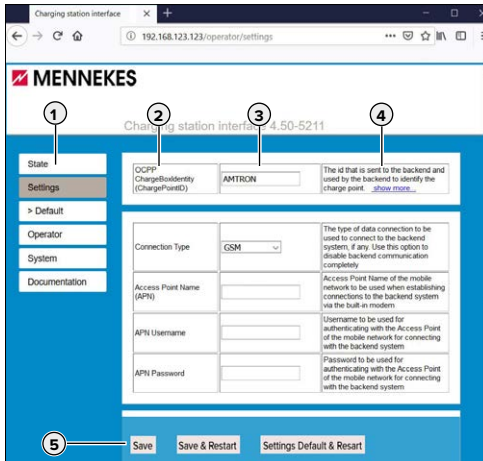 Charging station interface
192.168.123.123/operator/settings
MENNEKES
1
2
3
4
Charging station interface 4.50-5211
State
Settings
> Default
Operator
System
Documentation
OCPP
ChargeBoxIdentity
(ChargePointID)
AMTRON
The id that is sent to the backend and
used by the backend to identify the
charge point. show more...
Connection Type
GSM
The type of data connection to be
used to connect to the backend
system, if any. Use this option to
disable backend communication
completely
Access Point Name
(APN)
Access Point Name of the mobile
network to be used when establishing
connections to the backend system
via the built-in modem
APN Username
Username to be used for
authenticating with the Access Point
of the mobile network for connecting
with the backend system
APN Password
Password to be used for
authenticating with the Access Point
of the mobile network for connecting
with the backend system
5
Save
Save & Restart
Settings Default & Resart